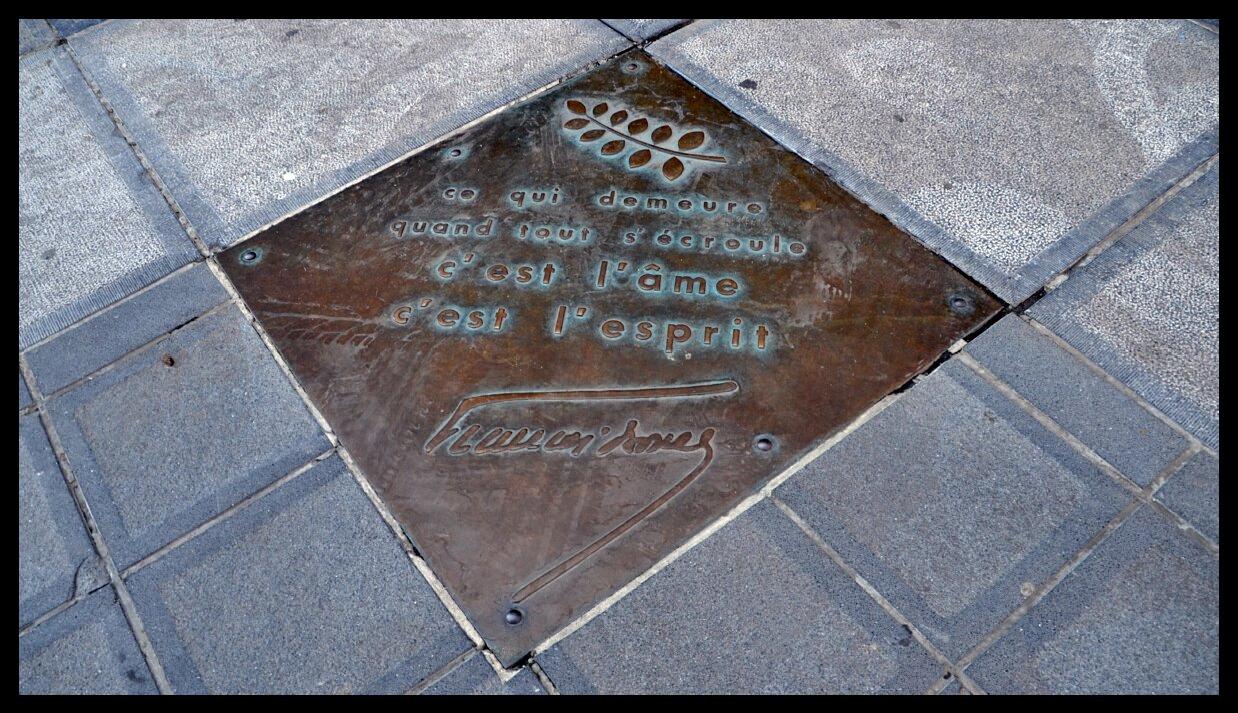 ce qui demeure
quand tout s'écroule
c'est l'âme
c'est l'esprit